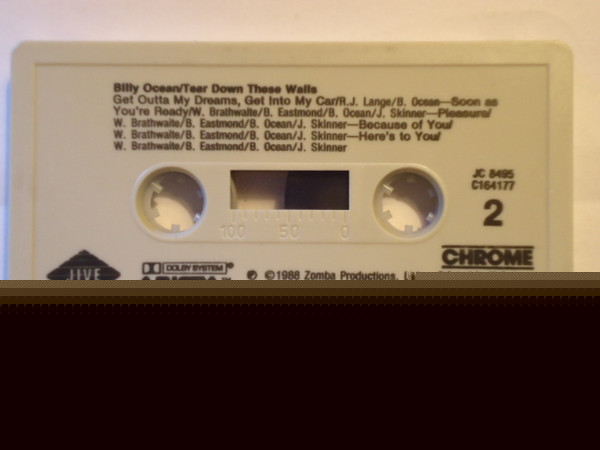 Billy Ocean/Tear Down These Walls
Get Outta My Dreams, Get Into My Car/R.J. Lange/B. Ocean—Soon as
You're Ready/W. Brathwaite/B. Eastmond/B. Ocean/J. Skinner—Pleasure/
W. Brathwaite/B. Eastmond/B. Ocean/J. Skinner—Because of You/
W. Brathwaite/B. Eastmond/B. Ocean/J. Skinner—Here's to You/
W. Brathwaite/B. Eastmond/B. Ocean/J. Skinner
JC 8495
C164177
2
100 50 0
CHROME
JIVE
DOLBY SYSTEM®
℗ ©1988 Zomba Productions,